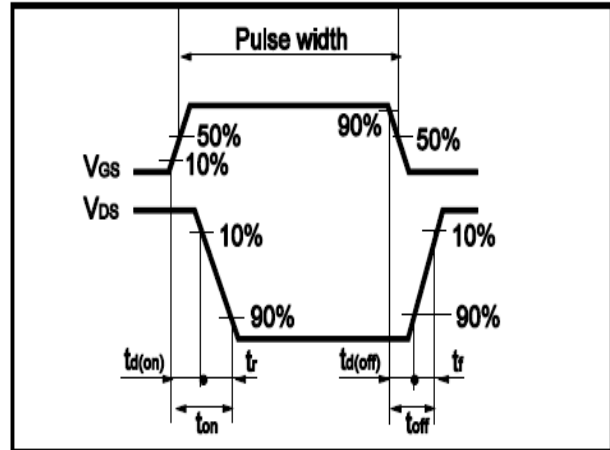 Pulse width
90%
50%
50%
VGS
10%
VDS
10%
10%
90%
90%
td(on)
tr
td(off)
tf
ton
toff